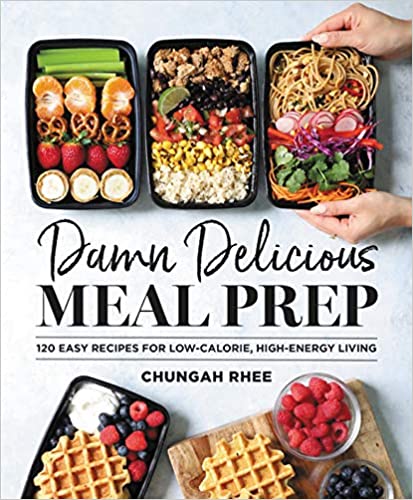 Damn Delicious
MEAL PREP
120 EASY RECIPES FOR LOW-CALORIE, HIGH-ENERGY LIVING
CHUNGAH RHEE